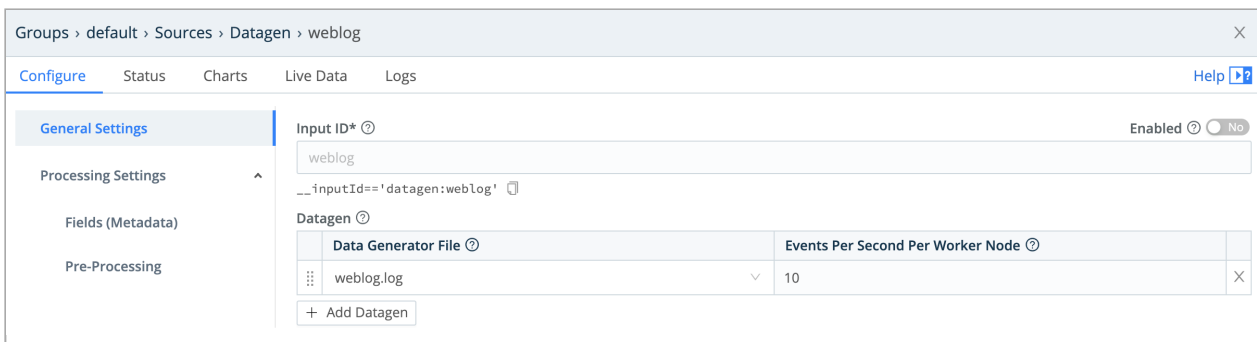 Groups › default › Sources › Datagen › weblog
Configure Status Charts Live Data Logs Help
General Settings
Processing Settings
Fields (Metadata)
Pre-Processing
Input ID* Enabled No
weblog
__inputId=='datagen:weblog'
Datagen
Data Generator File Events Per Second Per Worker Node
weblog.log 10
+ Add Datagen